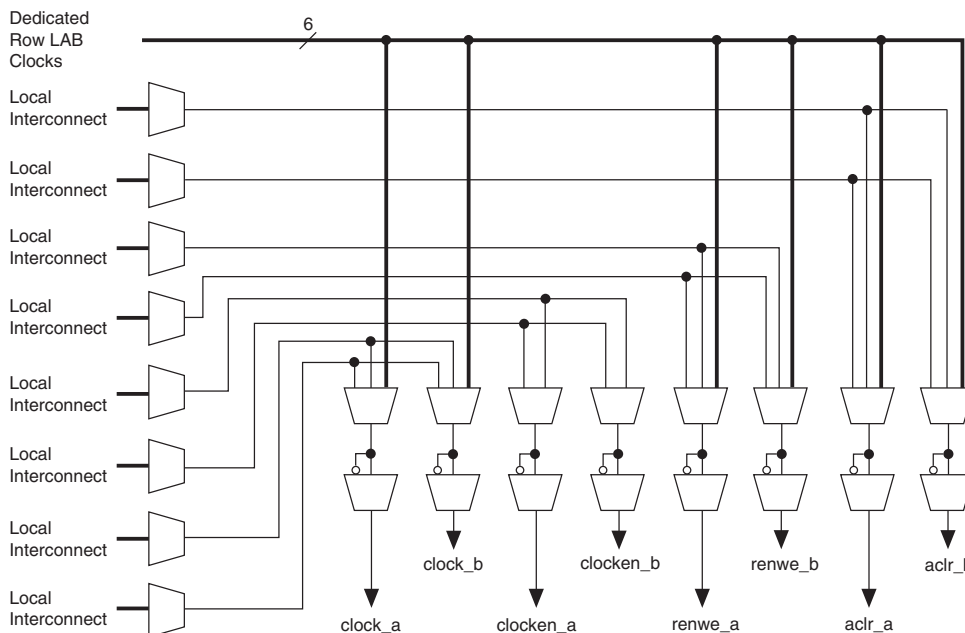 Dedicated
Row LAB
Clocks
6
Local
Interconnect
Local
Interconnect
Local
Interconnect
Local
Interconnect
Local
Interconnect
Local
Interconnect
Local
Interconnect
Local
Interconnect
clock_b
clocken_b
renwe_b
clock_a
clocken_a
renwe_a
aclr_a